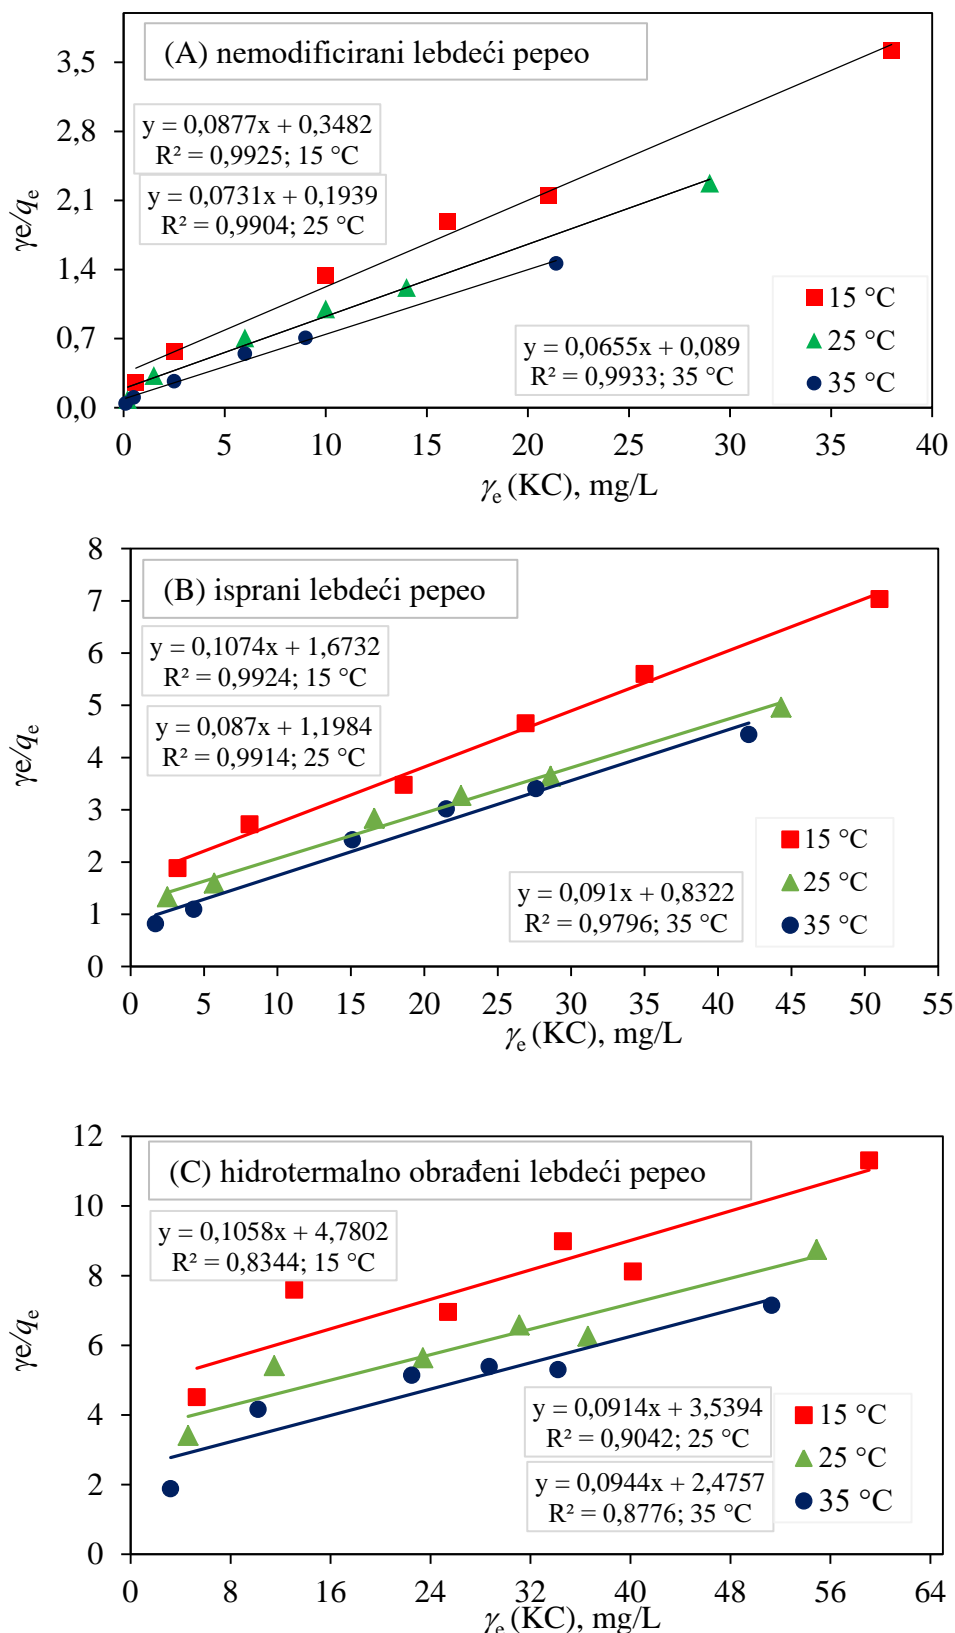 (A) nemodificirani lebdeći pepeo
3,5
2,8
2,1
1,4
0,7
0,0
γe/qe
y = 0,0877x + 0,3482
R² = 0,9925; 15 °C
y = 0,0731x + 0,1939
R² = 0,9904; 25 °C
y = 0,0655x + 0,089
R² = 0,9933; 35 °C
15 °C
25 °C
35 °C
0 5 10 15 20 25 30 35 40
γe (KC), mg/L
(B) isprani lebdeći pepeo
8
7
6
5
4
3
2
1
0
γe/qe
y = 0,1074x + 1,6732
R² = 0,9924; 15 °C
y = 0,087x + 1,1984
R² = 0,9914; 25 °C
y = 0,091x + 0,8322
R² = 0,9796; 35 °C
15 °C
25 °C
35 °C
0 5 10 15 20 25 30 35 40 45 50 55
γe (KC), mg/L
(C) hidrotermalno obrađeni lebdeći pepeo
12
10
8
6
4
2
0
γe/qe
y = 0,1058x + 4,7802
R² = 0,8344; 15 °C
y = 0,0914x + 3,5394
R² = 0,9042; 25 °C
y = 0,0944x + 2,4757
R² = 0,8776; 35 °C
15 °C
25 °C
35 °C
0 8 16 24 32 40 48 56 64
γe (KC), mg/L